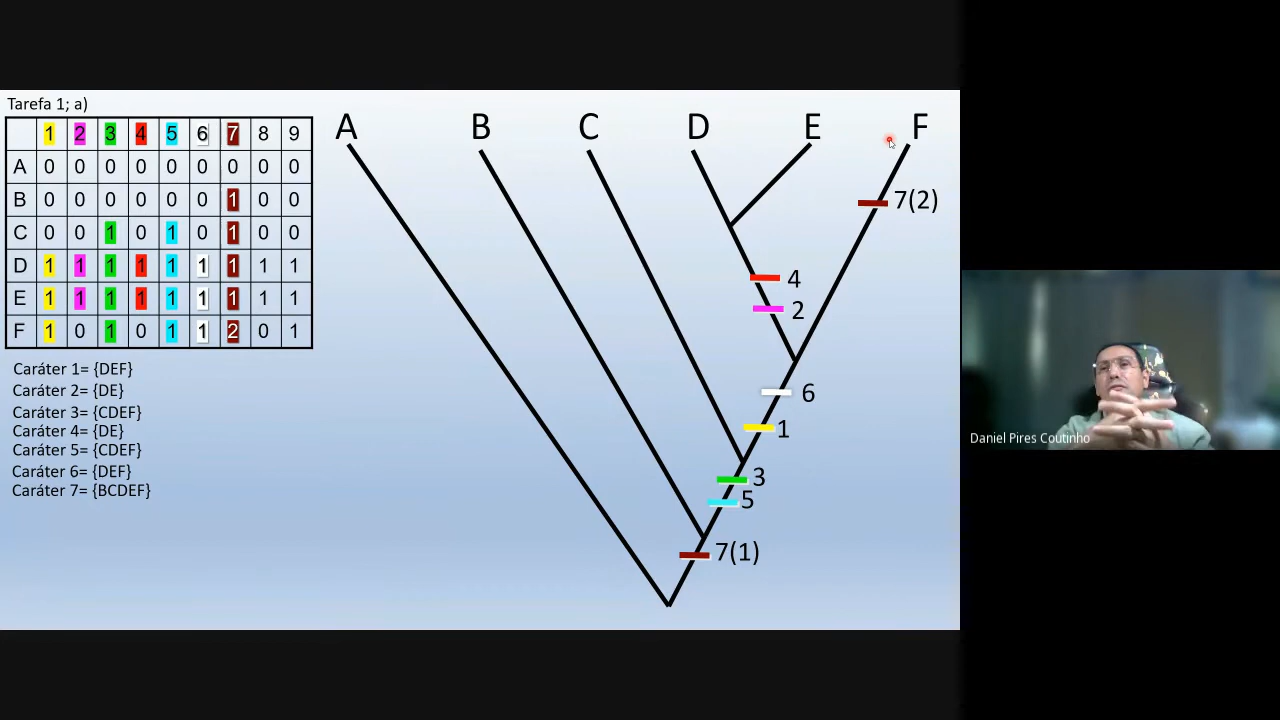 Tarefa 1; a)
1 2 3 4 5 6 7 8 9
A 0 0 0 0 0 0 0 0 0
B 0 0 0 0 0 0 1 0 0
C 0 0 1 0 1 0 1 0 0
D 1 1 1 1 1 1 1 1 1
E 1 1 1 1 1 1 1 1 1
F 1 0 1 0 1 1 2 0 1
Caráter 1= {DEF}
Caráter 2= {DE}
Caráter 3= {CDEF}
Caráter 4= {DE}
Caráter 5= {CDEF}
Caráter 6= {DEF}
Caráter 7= {BCDEF}
A B C D E F
7(2)
4
2
6
1
3
5
7(1)
Daniel Pires Coutinho